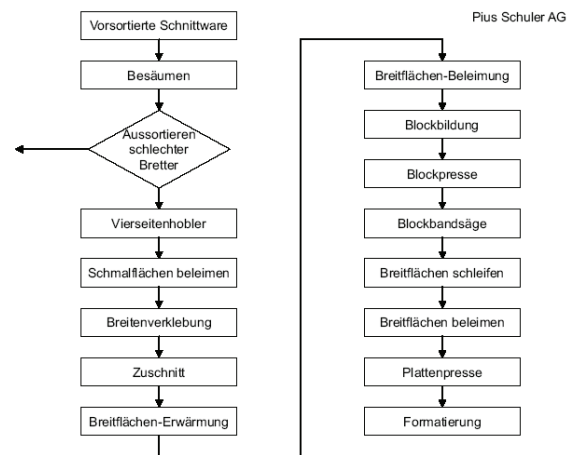 Pius Schuler AG
Vorsortierte Schnittware
Besäumen
Aussortieren
schlechter
Bretter
Vierseitenhobler
Schmalflächen beleimen
Breitenverklebung
Zuschnitt
Breitflächen-Erwärmung
Breitflächen-Beleimung
Blockbildung
Blockpresse
Blockbandsäge
Breitflächen schleifen
Breitflächen beleimen
Plattenpresse
Formatierung